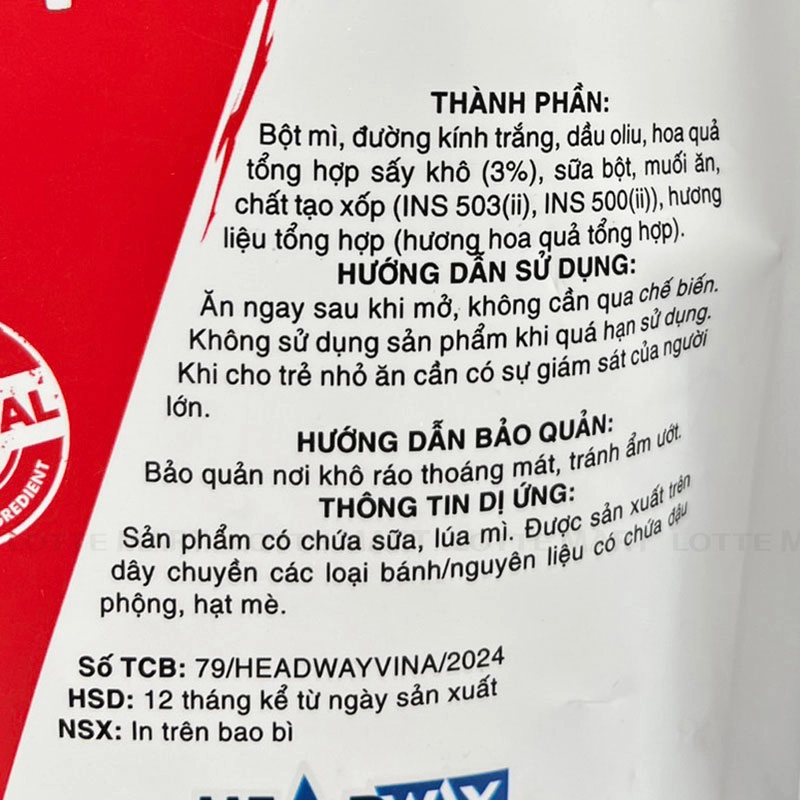 THÀNH PHẦN:
Bột mì, đường kính trắng, dầu oliu, hoa quả
tổng hợp sấy khô (3%), sữa bột, muối ăn,
chất tạo xốp (INS 503(ii), INS 500(ii)), hương
liệu tổng hợp (hương hoa quả tổng hợp).
HƯỚNG DẪN SỬ DỤNG:
Ăn ngay sau khi mở, không cần qua chế biến.
Không sử dụng sản phẩm khi quá hạn sử dụng.
Khi cho trẻ nhỏ ăn cần có sự giám sát của người
lớn.
HƯỚNG DẪN BẢO QUẢN:
Bảo quản nơi khô ráo thoáng mát, tránh ẩm ướt.
THÔNG TIN DỊ ỨNG:
Sản phẩm có chứa sữa, lúa mì. Được sản xuất trên
dây chuyền các loại bánh/nguyên liệu có chứa đậu
phộng, hạt mè.
Số TCB: 79/HEADWAYVINA/2024
HSD: 12 tháng kể từ ngày sản xuất
NSX: In trên bao bì
LOTTE MART